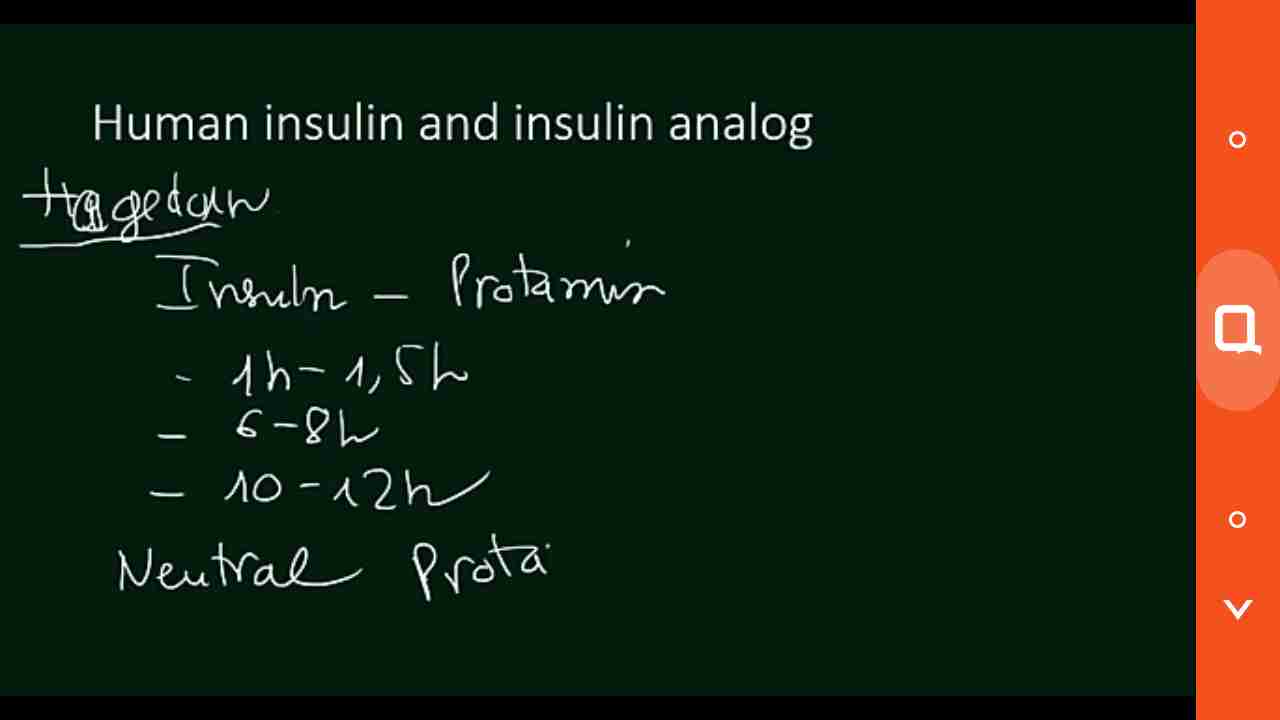 Human insulin and insulin analog
Hagedorn
Insulin - Protamin
- 1h - 1,5h
- 6 - 8h
- 10 - 12h
Neutral Prota